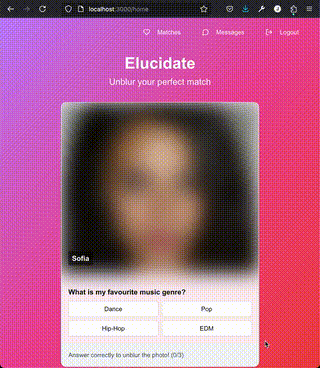 localhost:3000/home
Matches Messages Logout
Elucidate
Unblur your perfect match
Sofia
What is my favourite music genre?
Dance Pop
Hip-Hop EDM
Answer correctly to unblur the photo! (0/3)